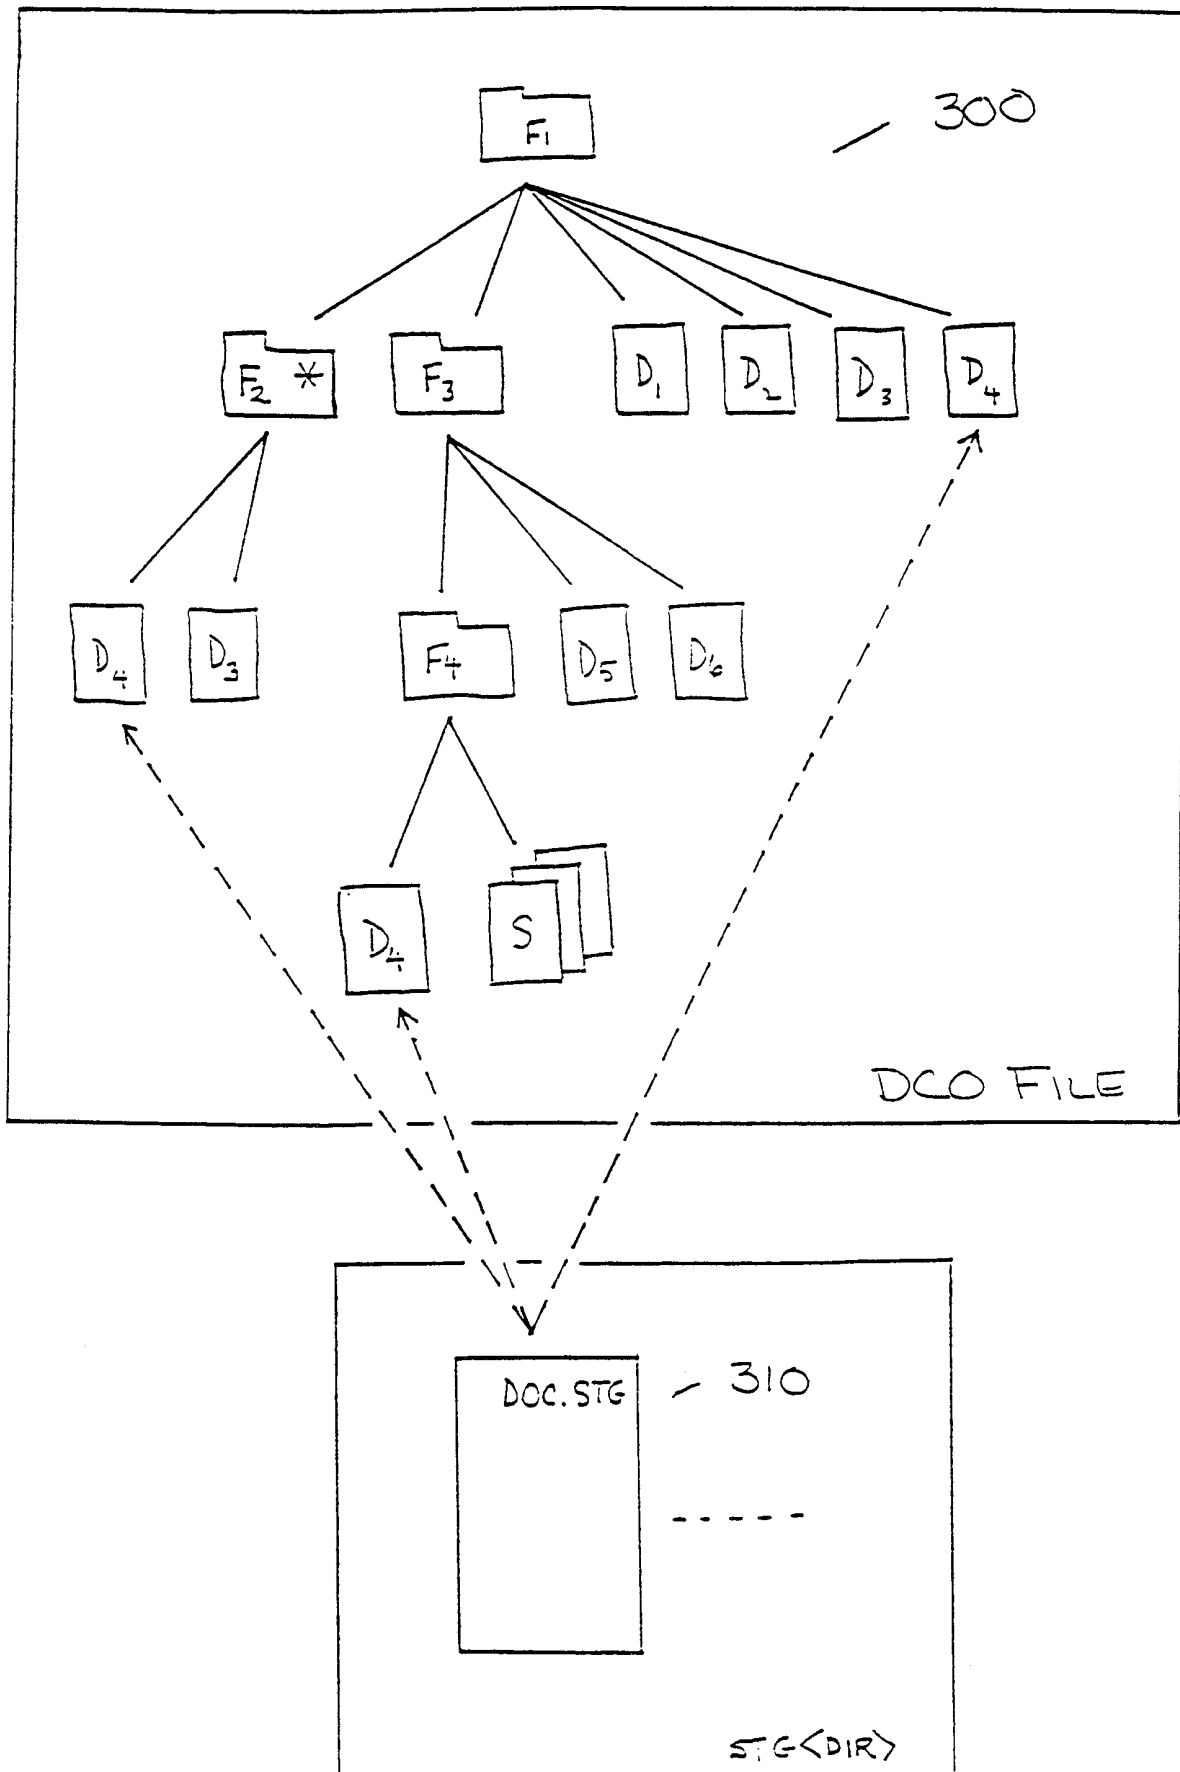 F1
300
F2 *
F3
D1
D2
D3
D4
D4
D3
F4
D5
D6
D4
S
DCO FILE
DOC.STG
310
STG<DIR>